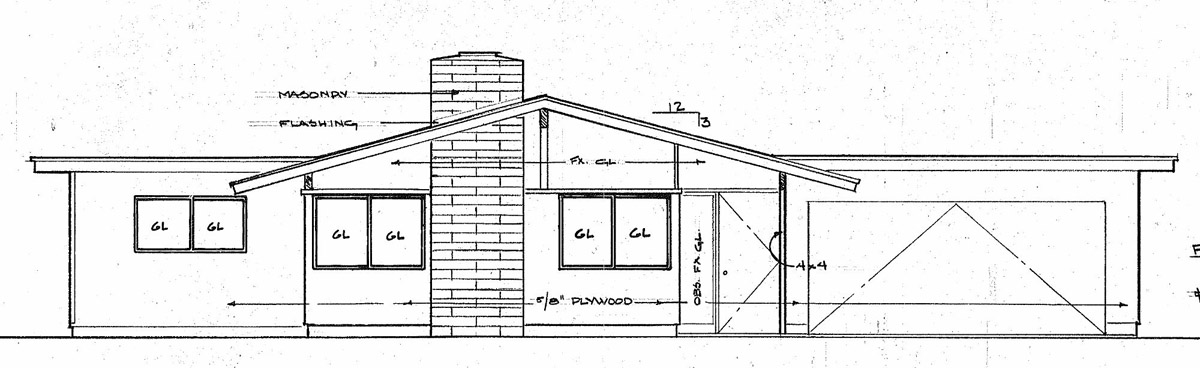 MASONRY
FLASHING
12
3
FX. GL
GL GL
GL GL
GL GL
OBS. FX. GL.
4x4
5/8" PLYWOOD